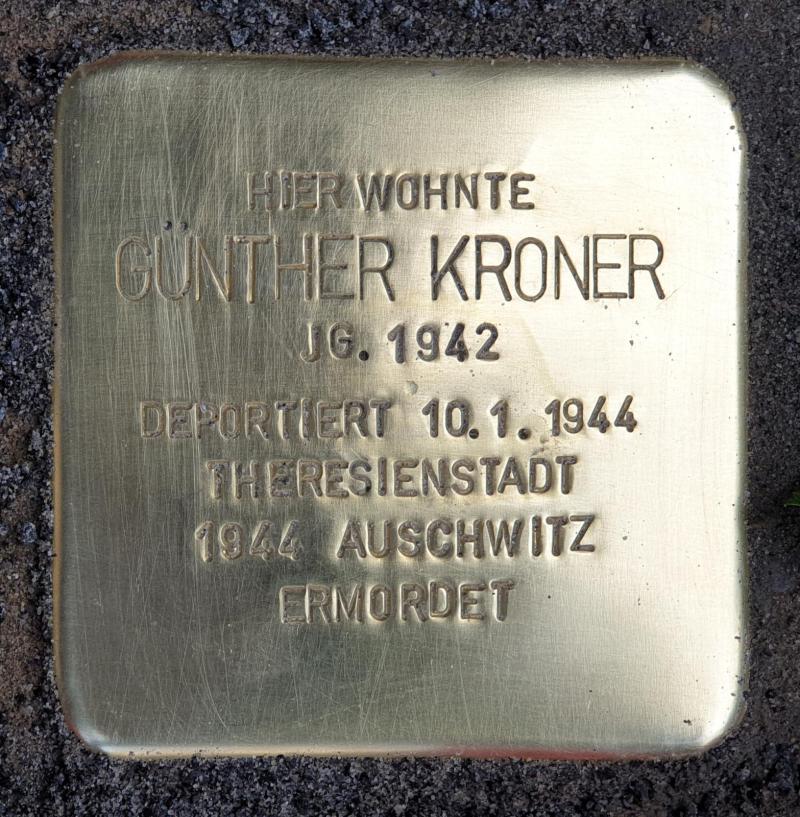 HIER WOHNTE
GÜNTHER KRONER
JG. 1942
DEPORTIERT 10.1.1944
THERESIENSTADT
1944 AUSCHWITZ
ERMORDET